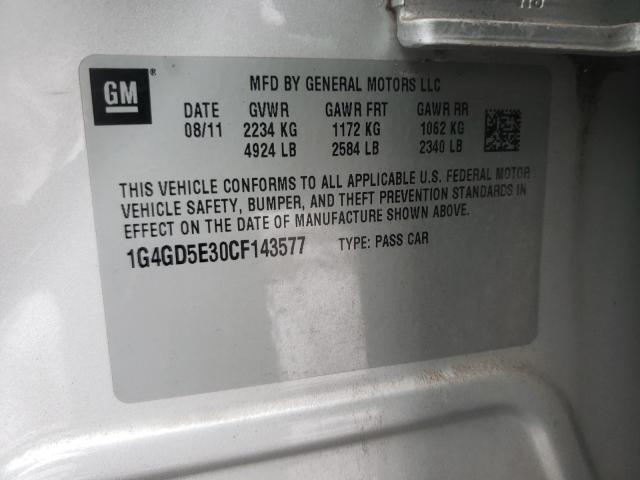 GM ®
MFD BY GENERAL MOTORS LLC
DATE GVWR GAWR FRT GAWR RR
08/11 2234 KG 1172 KG 1062 KG
4924 LB 2584 LB 2340 LB
THIS VEHICLE CONFORMS TO ALL APPLICABLE U.S. FEDERAL MOTOR
VEHICLE SAFETY, BUMPER, AND THEFT PREVENTION STANDARDS IN
EFFECT ON THE DATE OF MANUFACTURE SHOWN ABOVE.
1G4GD5E30CF143577 TYPE: PASS CAR